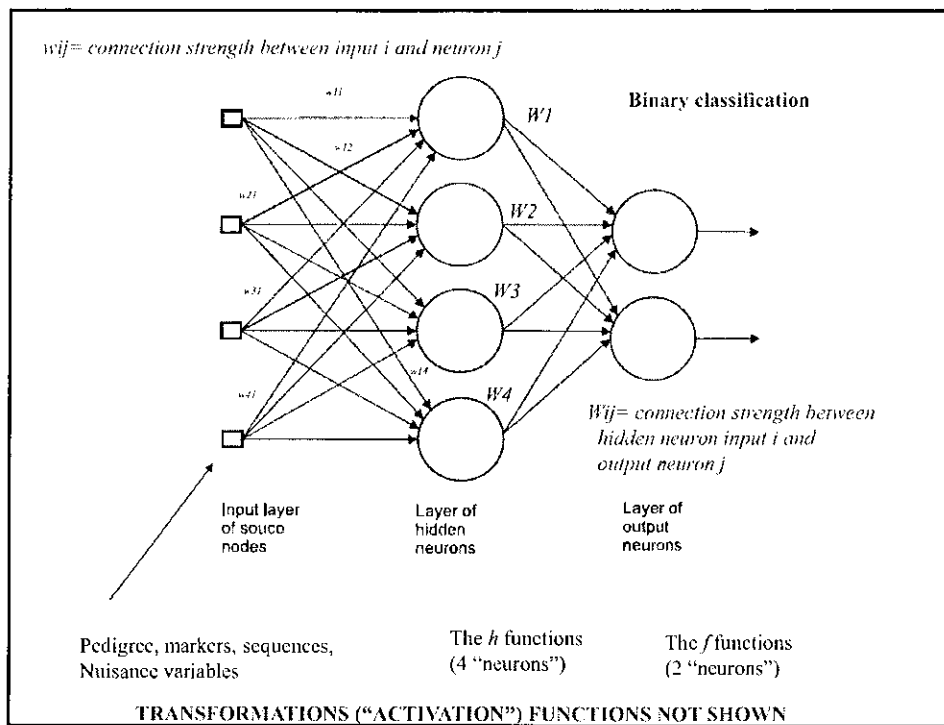 wij= connection strength between input i and neuron j
w11
W1
Binary classification
w12
w21
W2
w31
W3
w14
w41
W4
Wij= connection strength between
hidden neuron input i and
output neuron j
Input layer
of souce
nodes
Layer of
hidden
neurons
Layer of
output
neurons
Pedigree, markers, sequences,
Nuisance variables
The h functions
(4 "neurons")
The f functions
(2 "neurons")
TRANSFORMATIONS ("ACTIVATION") FUNCTIONS NOT SHOWN